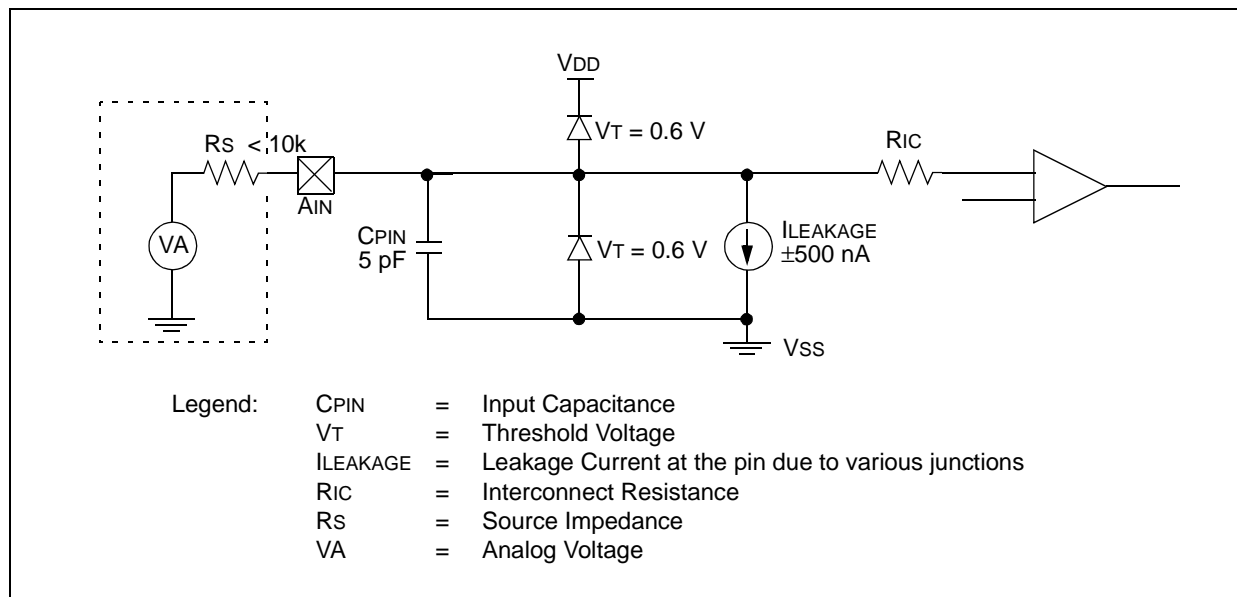 VDD
VT = 0.6 V
RS < 10k
RIC
AIN
VA
CPIN
5 pF
VT = 0.6 V
ILEAKAGE
±500 nA
VSS
Legend: CPIN = Input Capacitance
VT = Threshold Voltage
ILEAKAGE = Leakage Current at the pin due to various junctions
RIC = Interconnect Resistance
RS = Source Impedance
VA = Analog Voltage